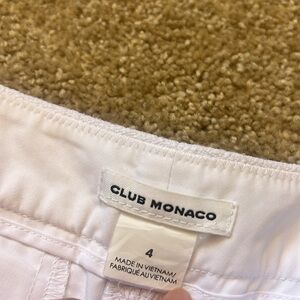 CLUB MONACO
4
MADE IN VIETNAM/
FABRIQUÉ AU VIETNAM